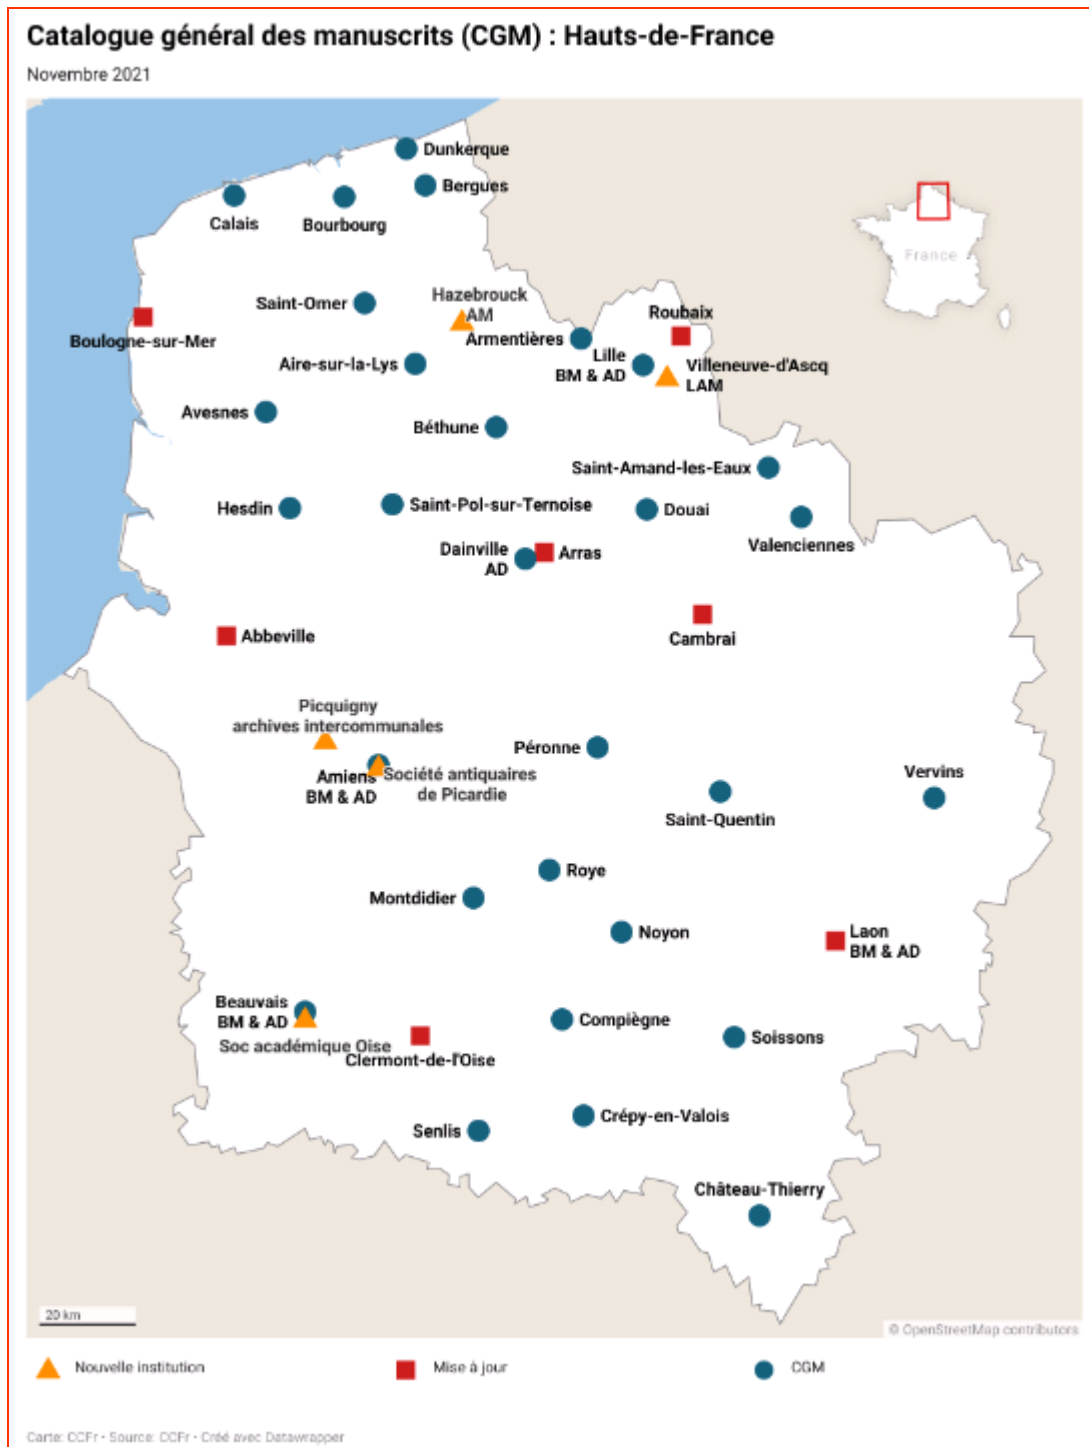 Catalogue général des manuscrits (CGM) : Hauts-de-France
Novembre 2021
Dunkerque
Bergues
Calais
Bourbourg
France
Saint-Omer
Hazebrouck
AM
Roubaix
Boulogne-sur-Mer
Armentières
Lille
BM & AD
Aire-sur-la-Lys
Villeneuve-d'Ascq
LAM
Avesnes
Béthune
Saint-Amand-les-Eaux
Hesdin
Saint-Pol-sur-Ternoise
Douai
Valenciennes
Dainville
AD
Arras
Abbeville
Cambrai
Picquigny
archives intercommunales
Péronne
Amiens
BM & AD
Société antiquaires
de Picardie
Vervins
Saint-Quentin
Roye
Montdidier
Noyon
Laon
BM & AD
Beauvais
BM & AD
Soc académique Oise
Compiègne
Clermont-de-l'Oise
Soissons
Crépy-en-Valois
Senlis
Château-Thierry
20 km
© OpenStreetMap contributors
Nouvelle institution
Mise à jour
CGM
Carte: CCFr • Source: CCFr • Créé avec Datawrapper